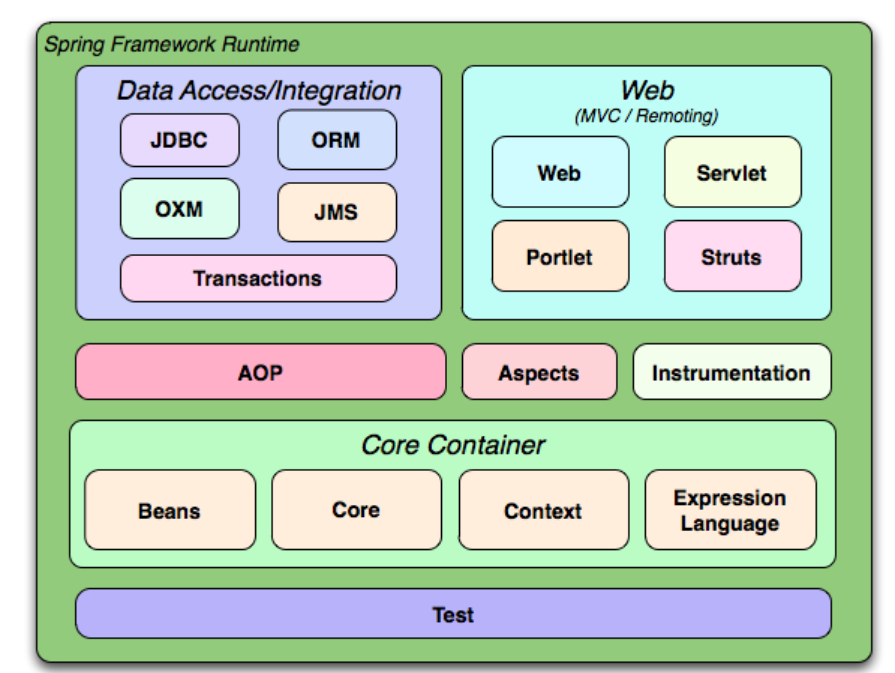 Spring Framework Runtime
Data Access/Integration
JDBC
ORM
OXM
JMS
Transactions
Web
(MVC / Remoting)
Web
Servlet
Portlet
Struts
AOP
Aspects
Instrumentation
Core Container
Beans
Core
Context
Expression
Language
Test